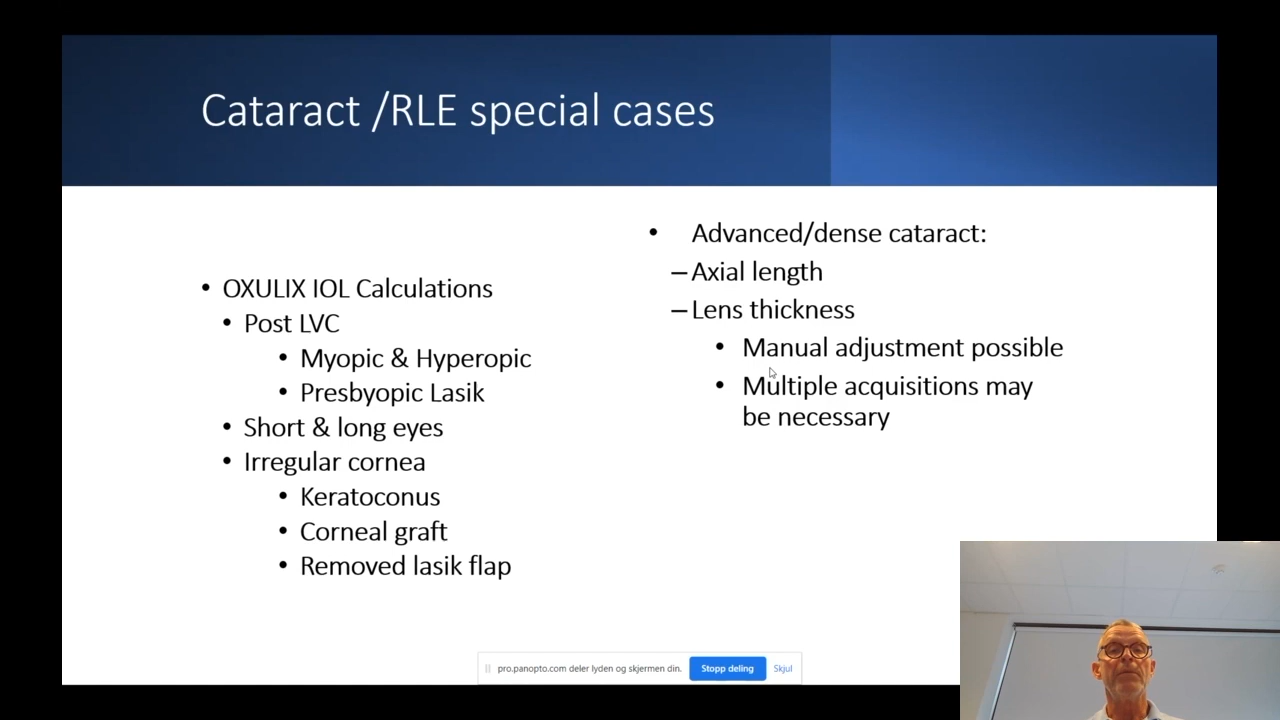 Cataract /RLE special cases
• OXULIX IOL Calculations
• Post LVC
• Myopic & Hyperopic
• Presbyopic Lasik
• Short & long eyes
• Irregular cornea
• Keratoconus
• Corneal graft
• Removed lasik flap
• Advanced/dense cataract:
– Axial length
– Lens thickness
• Manual adjustment possible
• Multiple acquisitions may
be necessary
pro.panopto.com deler lyden og skjermen din.
Stopp deling
Skjul